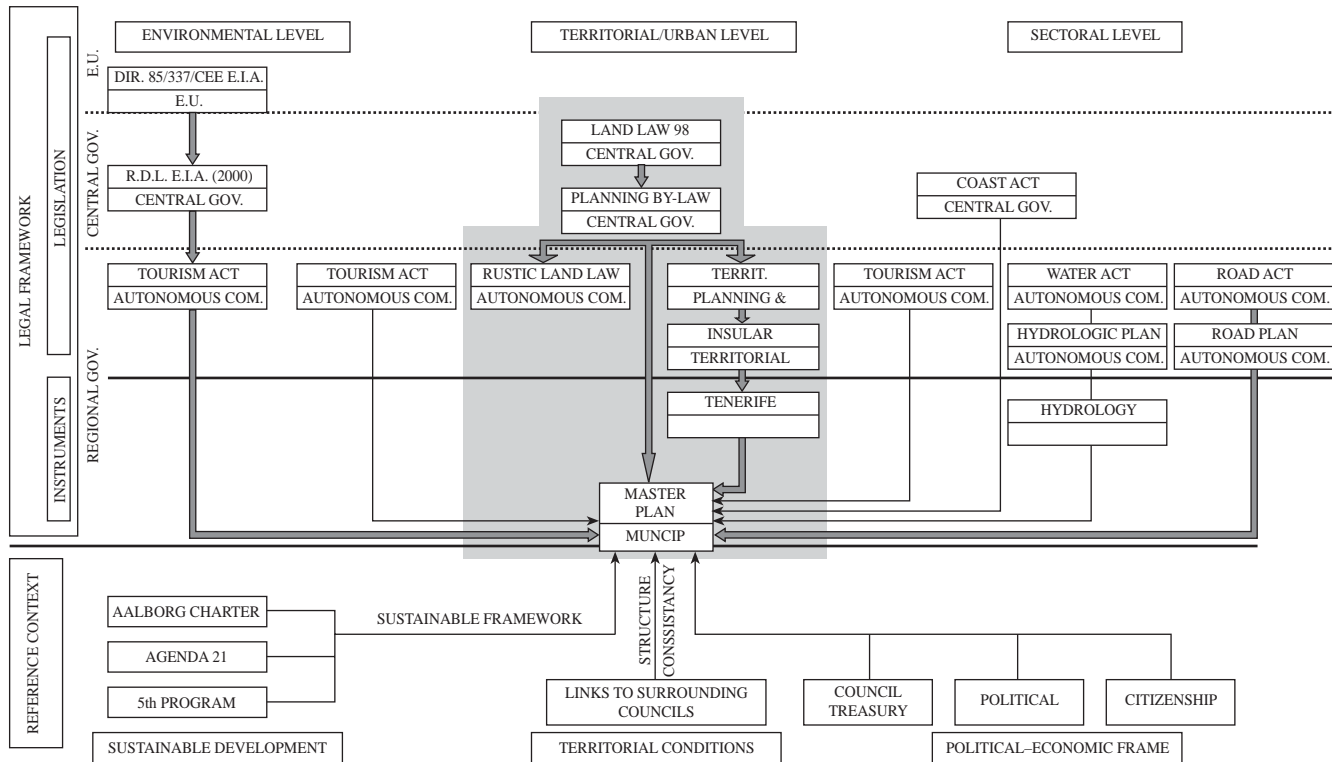 ENVIRONMENTAL LEVEL
TERRITORIAL/URBAN LEVEL
SECTORAL LEVEL
LEGAL FRAMEWORK
LEGISLATION
INSTRUMENTS
E.U.
CENTRAL GOV.
REGIONAL GOV.
DIR. 85/337/CEE E.I.A.
E.U.
R.D.L. E.I.A. (2000)
CENTRAL GOV.
LAND LAW 98
CENTRAL GOV.
PLANNING BY-LAW
CENTRAL GOV.
COAST ACT
CENTRAL GOV.
TOURISM ACT
AUTONOMOUS COM.
TOURISM ACT
AUTONOMOUS COM.
RUSTIC LAND LAW
AUTONOMOUS COM.
TERRIT.
PLANNING &
INSULAR
TERRITORIAL
TENERIFE
TOURISM ACT
AUTONOMOUS COM.
WATER ACT
AUTONOMOUS COM.
HYDROLOGIC PLAN
AUTONOMOUS COM.
HYDROLOGY
ROAD ACT
AUTONOMOUS COM.
ROAD PLAN
AUTONOMOUS COM.
MASTER
PLAN
MUNCIP
REFERENCE CONTEXT
AALBORG CHARTER
AGENDA 21
5th PROGRAM
SUSTAINABLE FRAMEWORK
STRUCTURE
CONSSISTANCY
LINKS TO SURROUNDING
COUNCILS
COUNCIL
TREASURY
POLITICAL
CITIZENSHIP
SUSTAINABLE DEVELOPMENT
TERRITORIAL CONDITIONS
POLITICAL–ECONOMIC FRAME